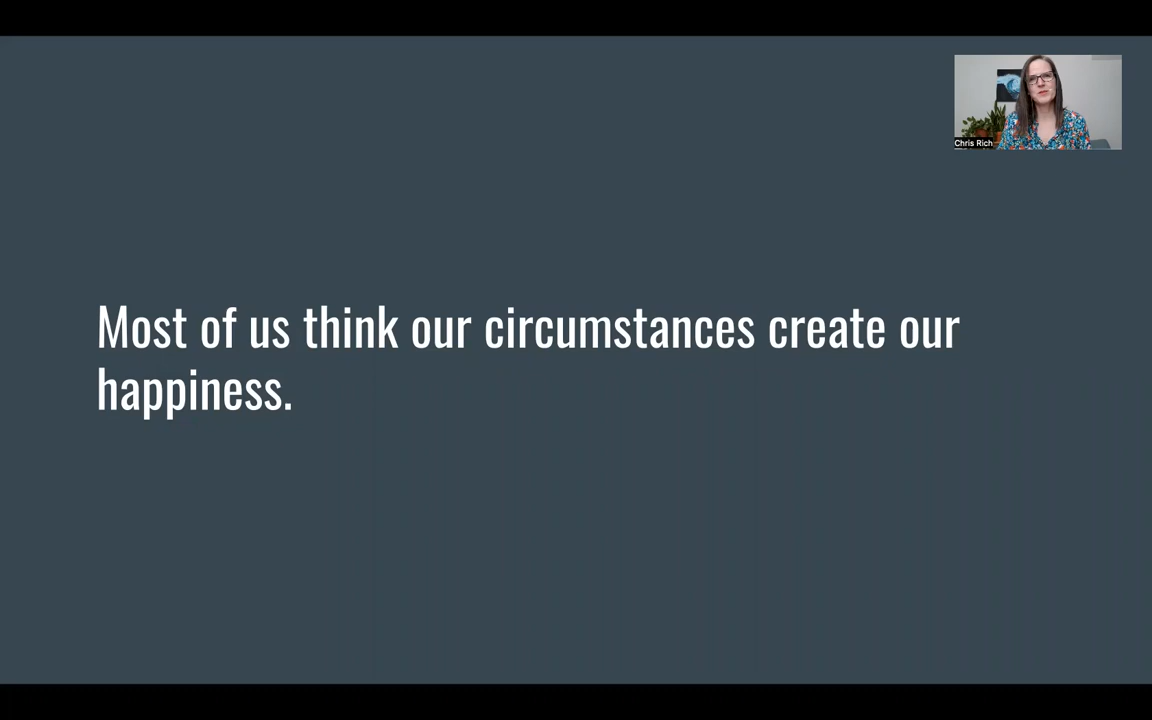 Chris Rich
Most of us think our circumstances create our
happiness.